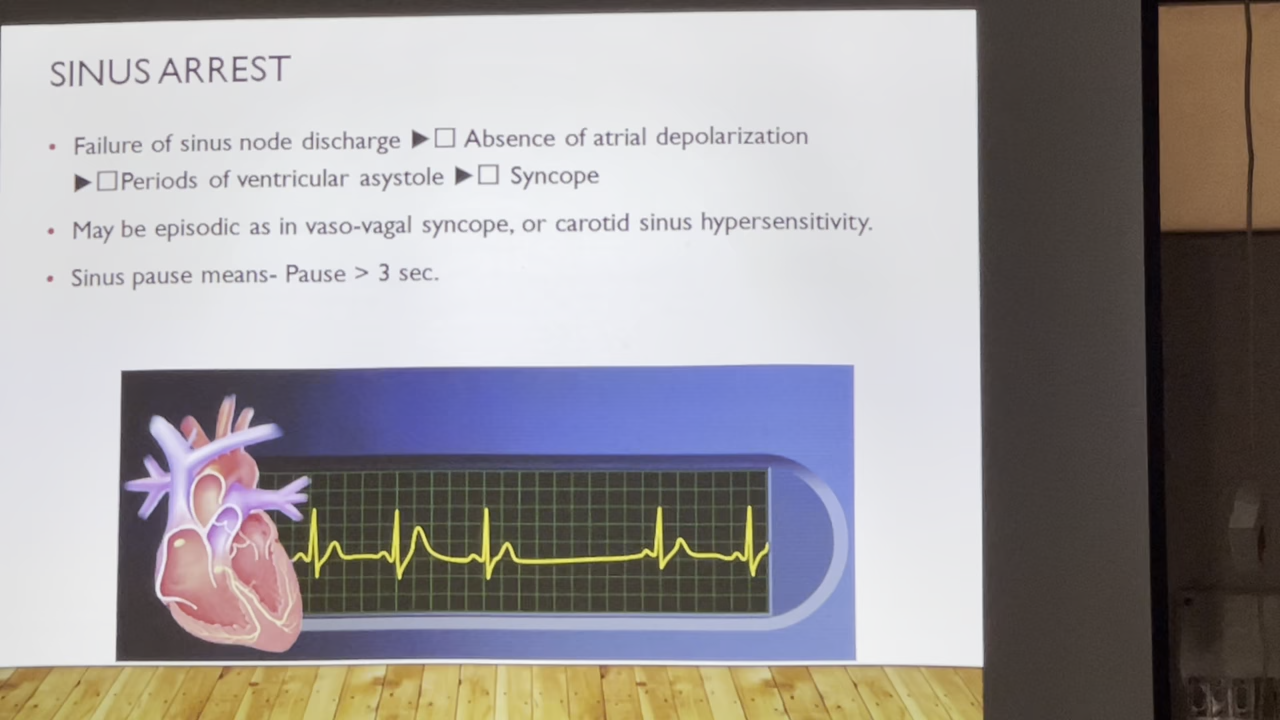 SINUS ARREST
• Failure of sinus node discharge ▶□ Absence of atrial depolarization
▶□Periods of ventricular asystole ▶□ Syncope
• May be episodic as in vaso-vagal syncope, or carotid sinus hypersensitivity.
• Sinus pause means- Pause > 3 sec.